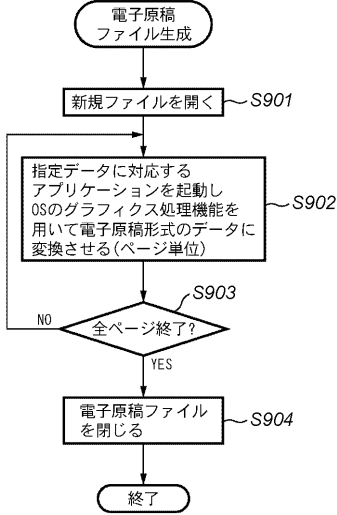 電子原稿
ファイル生成
新規ファイルを開く
S901
指定データに対応する
アプリケーションを起動し
OSのグラフィクス処理機能を
用いて電子原稿形式のデータに
変換させる(ページ単位)
S902
S903
全ページ終了?
NO
YES
電子原稿ファイル
を閉じる
S904
終了